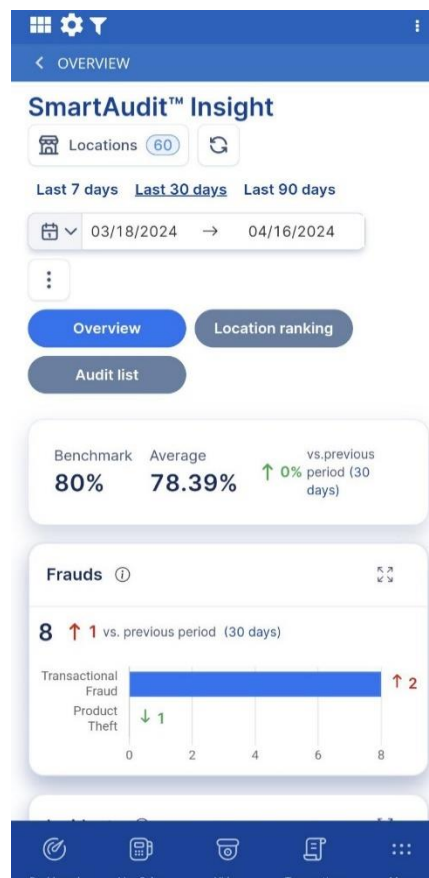 OVERVIEW
SmartAudit™ Insight
Locations 60
Last 7 days Last 30 days Last 90 days
03/18/2024 → 04/16/2024
Overview Location ranking
Audit list
Benchmark Average
80% 78.39% ↑ 0% vs.previous
period (30
days)
Frauds
8 ↑ 1 vs. previous period (30 days)
Transactional
Fraud
↑ 2
Product
Theft
↓ 1
0 2 4 6 8